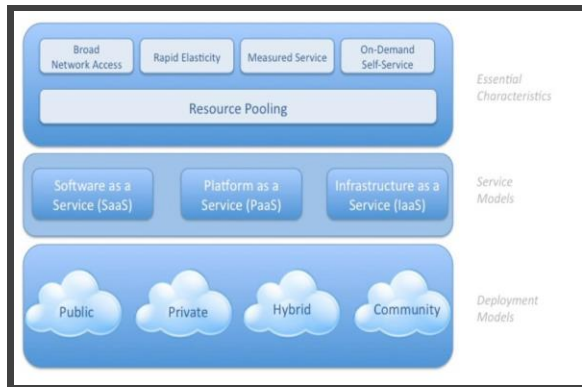 Broad
Network Access
Rapid Elasticity
Measured Service
On-Demand
Self-Service
Essential
Characteristics
Resource Pooling
Software as a
Service (SaaS)
Platform as a
Service (PaaS)
Infrastructure as a
Service (IaaS)
Service
Models
Public
Private
Hybrid
Community
Deployment
Models